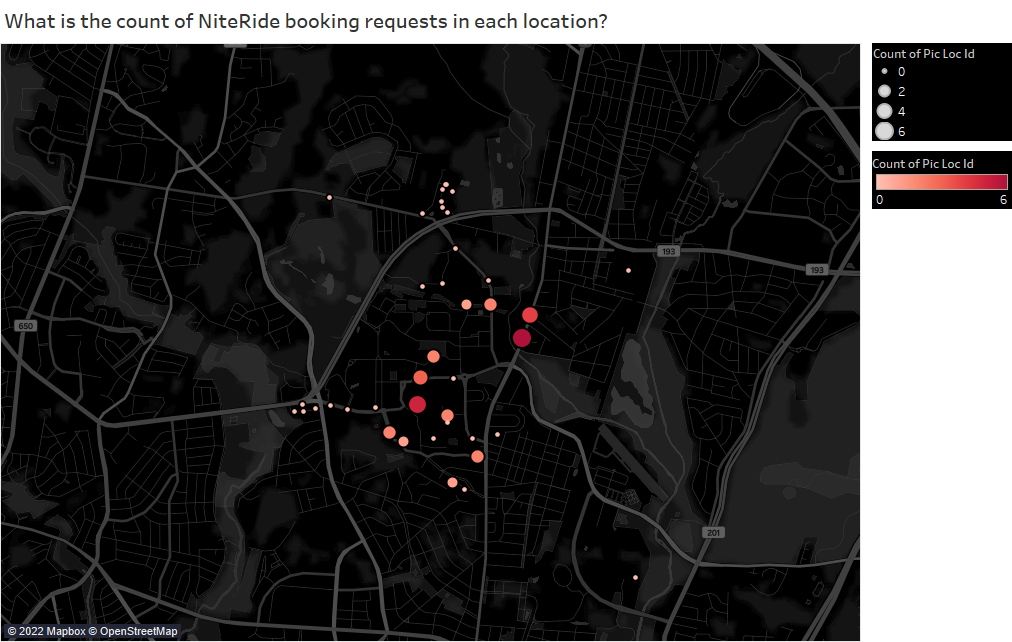 What is the count of NiteRide booking requests in each location?
Count of Pic Loc Id
0
2
4
6
Count of Pic Loc Id
0 6
193
193
650
201
© 2022 Mapbox © OpenStreetMap